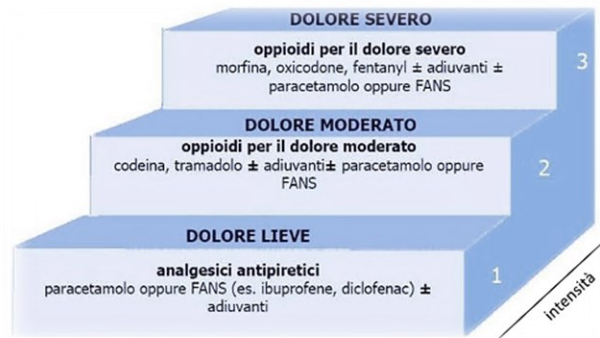 DOLORE SEVERO
oppioidi per il dolore severo
morfina, oxicodone, fentanyl ± adiuvanti ±
paracetamolo oppure FANS
3
DOLORE MODERATO
oppioidi per il dolore moderato
codeina, tramadolo ± adiuvanti± paracetamolo oppure
FANS
2
DOLORE LIEVE
analgesici antipiretici
paracetamolo oppure FANS (es. ibuprofene, diclofenac) ±
adiuvanti
1
intensità